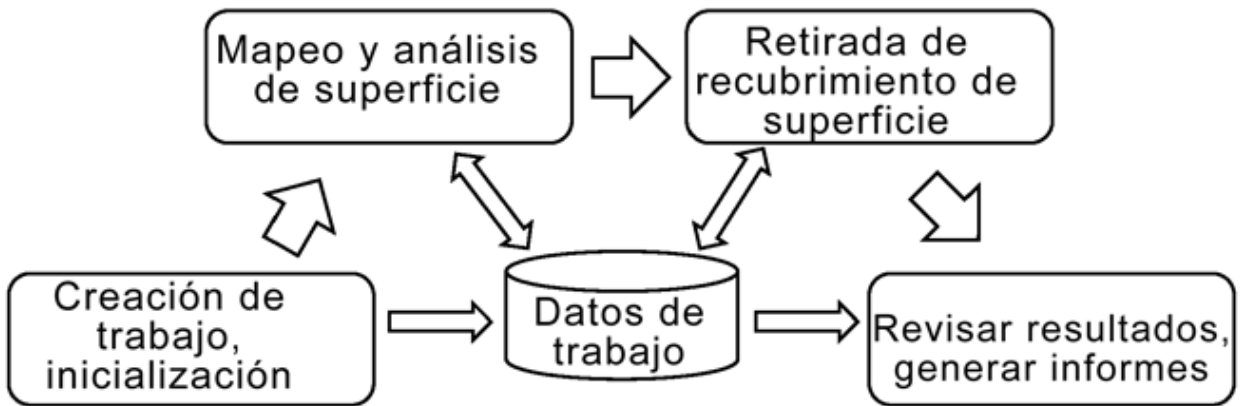 Mapeo y análisis
de superficie
Retirada de
recubrimiento de
superficie
Creación de
trabajo,
inicialización
Datos de
trabajo
Revisar resultados,
generar informes